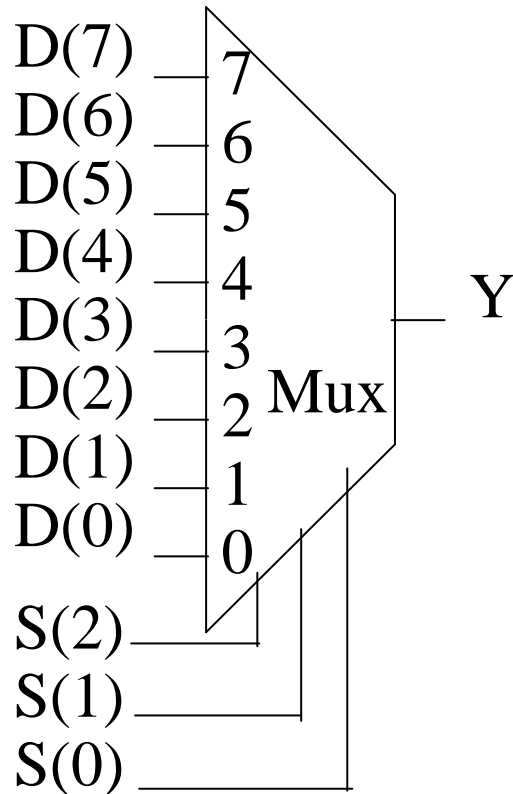 D(7)
7
D(6)
6
D(5)
5
D(4)
4
Y
D(3)
3
D(2)
2
Mux
D(1)
1
D(0)
0
S(2)
S(1)
S(0)